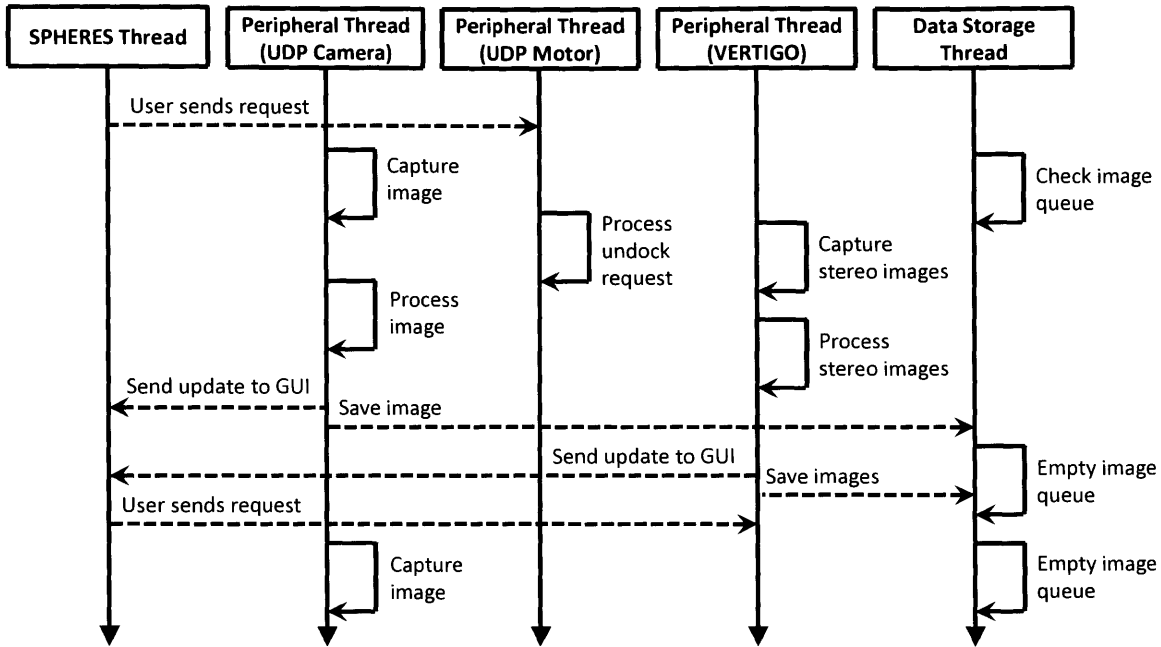 SPHERES Thread
Peripheral Thread
(UDP Camera)
Peripheral Thread
(UDP Motor)
Peripheral Thread
(VERTIGO)
Data Storage
Thread
User sends request
Capture
image
Check image
queue
Process
undock
request
Capture
stereo images
Process
image
Process
stereo images
Send update to GUI
Save image
Send update to GUI
Save images
Empty image
queue
User sends request
Capture
image
Empty image
queue